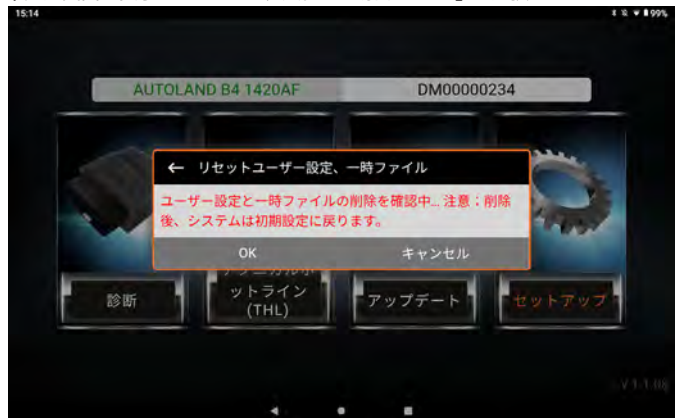 15:14
99%
AUTOLAND B4 1420AF
DM00000234
← リセットユーザー設定、一時ファイル
ユーザー設定と一時ファイルの削除を確認中... 注意：削除
後、システムは初期設定に戻ります。
OK
キャンセル
診断
ットライン
(THL)
アップデート
セットアップ
V 1.1.08